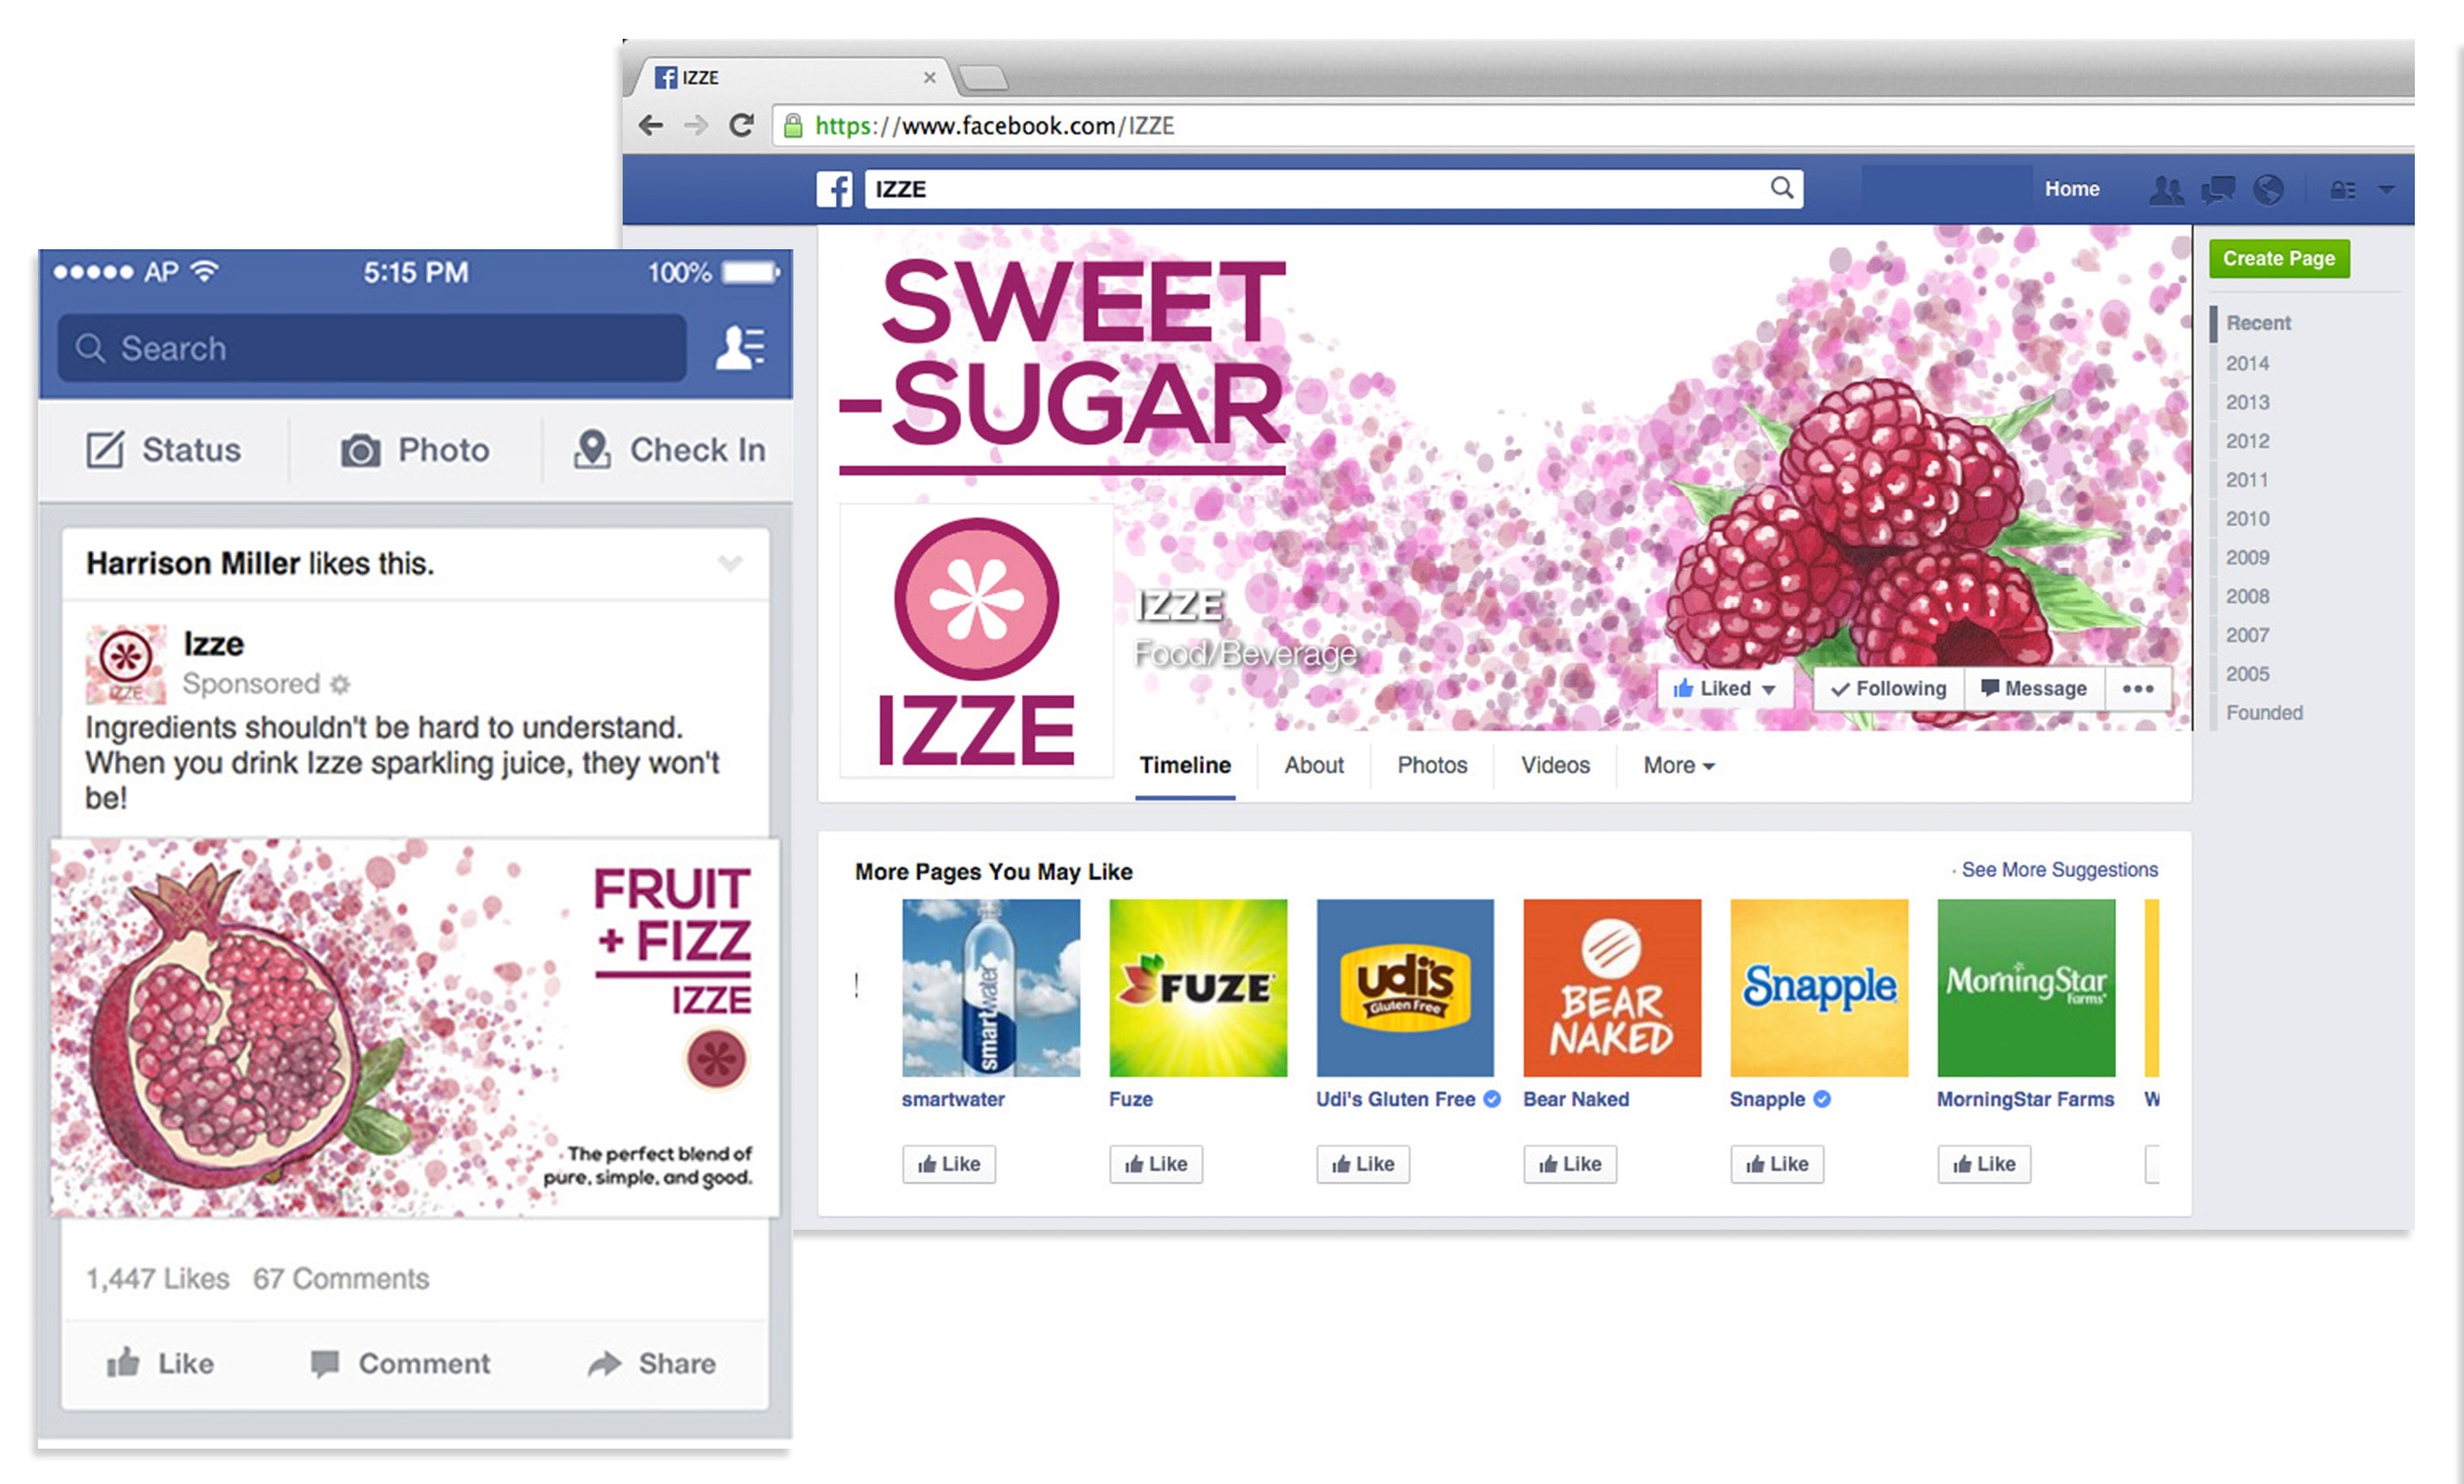 IZZE
https://www.facebook.com/IZZE
IZZE
Home
SWEET
-SUGAR
IZZE
IZZE
Food/Beverage
Liked
Following
Message
Timeline
About
Photos
Videos
More
Create Page
Recent
2014
2013
2012
2011
2010
2009
2008
2007
2005
Founded
More Pages You May Like
· See More Suggestions
!
smartwater
FUZE
Udi's
Gluten Free
BEAR
NAKED
Snapple
MorningStar
Farms
smartwater
Fuze
Udi's Gluten Free
Bear Naked
Snapple
MorningStar Farms
W
Like
Like
Like
Like
Like
Like
AP
5:15 PM
100%
Search
Status
Photo
Check In
Harrison Miller likes this.
IZZE
Izze
Sponsored
Ingredients shouldn't be hard to understand.
When you drink Izze sparkling juice, they won't
be!
FRUIT
+ FIZZ
IZZE
The perfect blend of
pure, simple, and good.
1,447 Likes 67 Comments
Like
Comment
Share